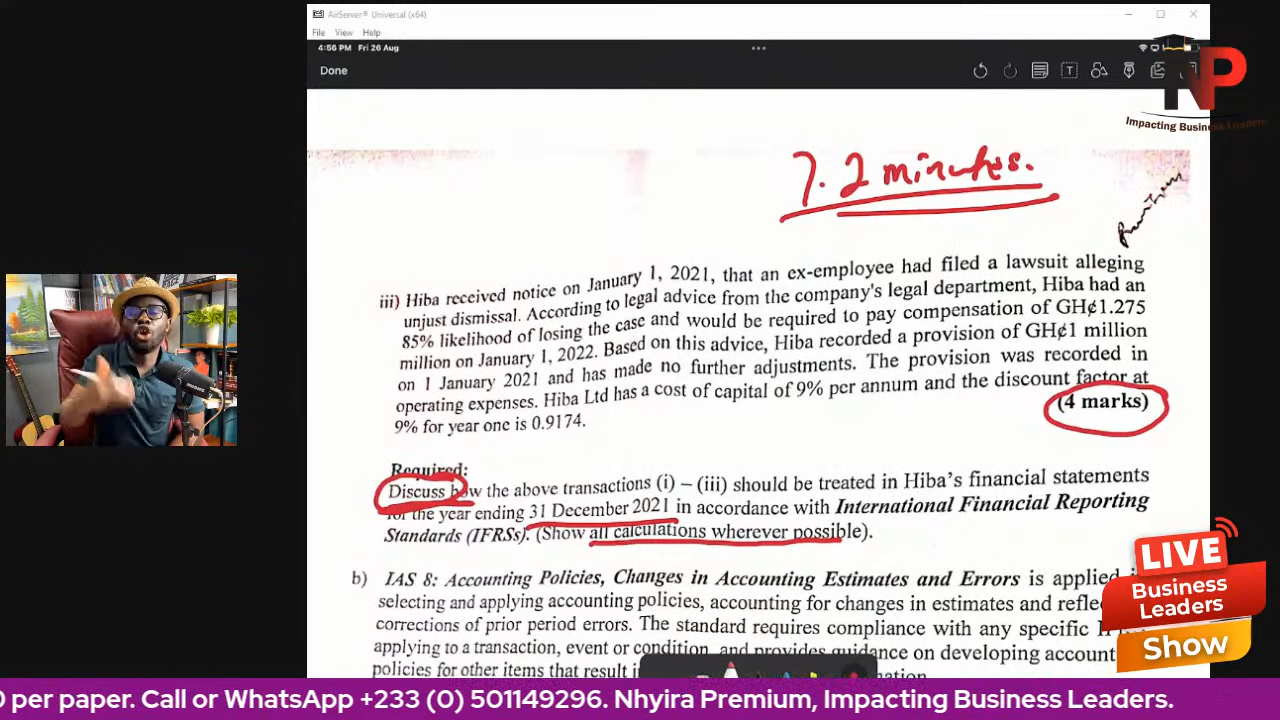 AirServer® Universal (x64)
File View Help
4:56 PM Fri 26 Aug
Done
NP
Impacting Business Leaders
7.2 minutes.
iii) Hiba received notice on January 1, 2021, that an ex-employee had filed a lawsuit alleging
unjust dismissal. According to legal advice from the company's legal department, Hiba had an
85% likelihood of losing the case and would be required to pay compensation of GH¢1.275
million on January 1, 2022. Based on this advice, Hiba recorded a provision of GH¢1 million
on 1 January 2021 and has made no further adjustments. The provision was recorded in
operating expenses. Hiba Ltd has a cost of capital of 9% per annum and the discount factor at
9% for year one is 0.9174.
(4 marks)
Required:
Discuss how the above transactions (i) – (iii) should be treated in Hiba's financial statements
for the year ending 31 December 2021 in accordance with International Financial Reporting
Standards (IFRSs). (Show all calculations wherever possible).
b) IAS 8: Accounting Policies, Changes in Accounting Estimates and Errors is applied
selecting and applying accounting policies, accounting for changes in estimates and
corrections of prior period errors. The standard requires compliance with any specific
applying to a transaction, event or condition, and provides guidance on developing
policies for other items that result
LIVE
Business
Leaders
Show
0 per paper. Call or WhatsApp +233 (0) 501149296. Nhyira Premium, Impacting Business Leaders.